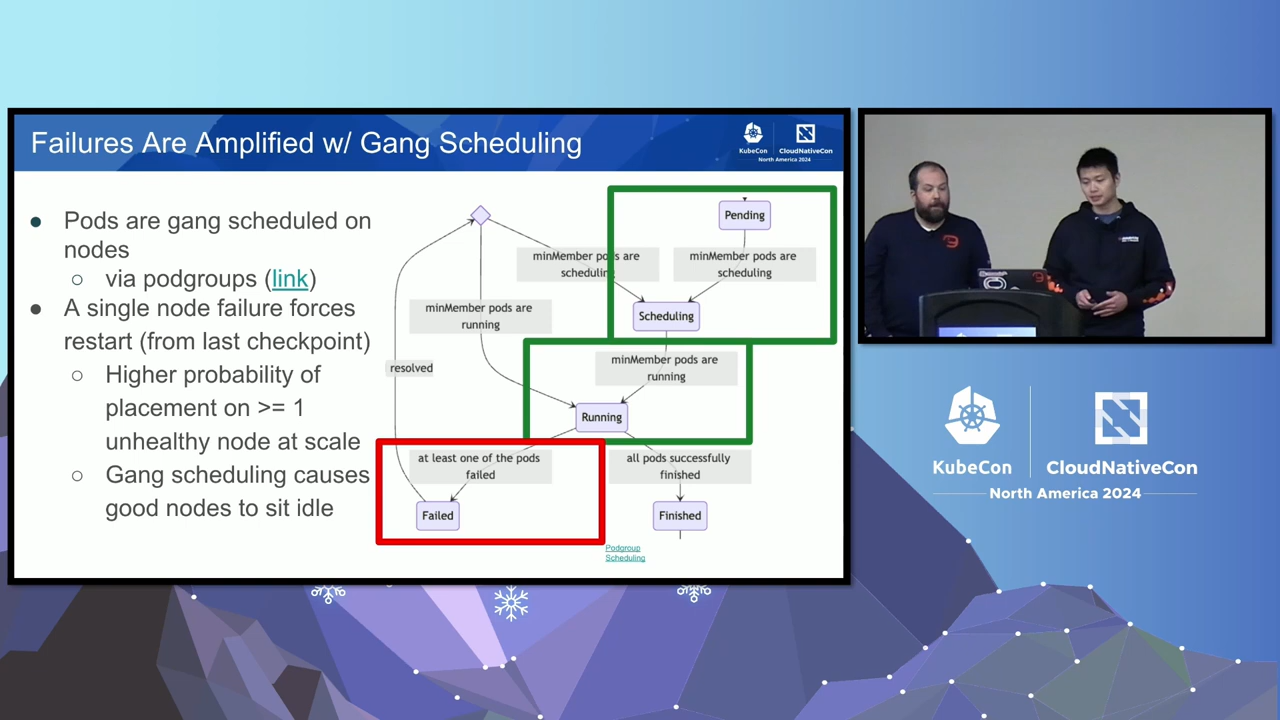 Failures Are Amplified w/ Gang Scheduling
KubeCon
CloudNativeCon
North America 2024
Pods are gang scheduled on
nodes
via podgroups (link)
A single node failure forces
restart (from last checkpoint)
Higher probability of
placement on >= 1
unhealthy node at scale
Gang scheduling causes
good nodes to sit idle
Pending
minMember pods are
scheduling
minMember pods are
scheduling
minMember pods are
running
Scheduling
resolved
minMember pods are
running
Running
at least one of the pods
failed
all pods successfully
finished
Failed
Finished
Podgroup
Scheduling
KubeCon
CloudNativeCon
North America 2024